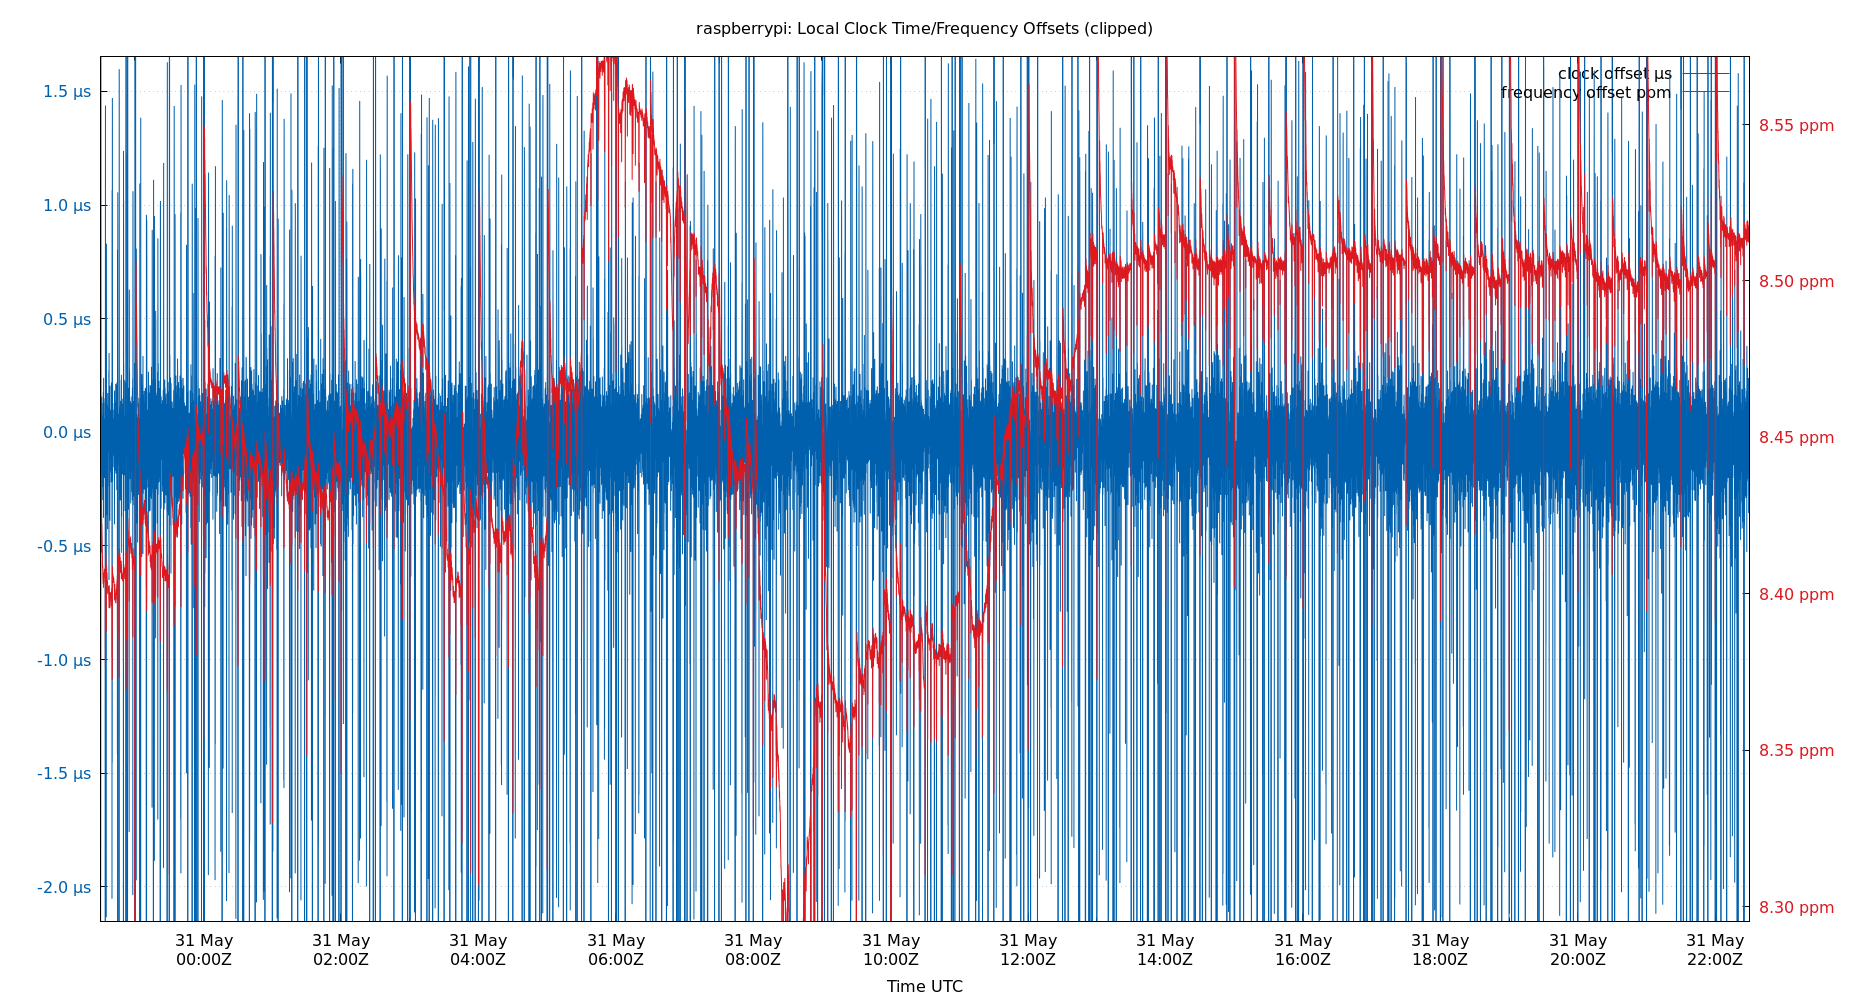 raspberrypi: Local Clock Time/Frequency Offsets (clipped)
clock offset µs
frequency offset ppm
1.5 µs
1.0 µs
0.5 µs
0.0 µs
-0.5 µs
-1.0 µs
-1.5 µs
-2.0 µs
8.55 ppm
8.50 ppm
8.45 ppm
8.40 ppm
8.35 ppm
8.30 ppm
31 May 31 May 31 May 31 May 31 May 31 May 31 May 31 May 31 May 31 May 31 May 31 May
00:00Z 02:00Z 04:00Z 06:00Z 08:00Z 10:00Z 12:00Z 14:00Z 16:00Z 18:00Z 20:00Z 22:00Z
Time UTC